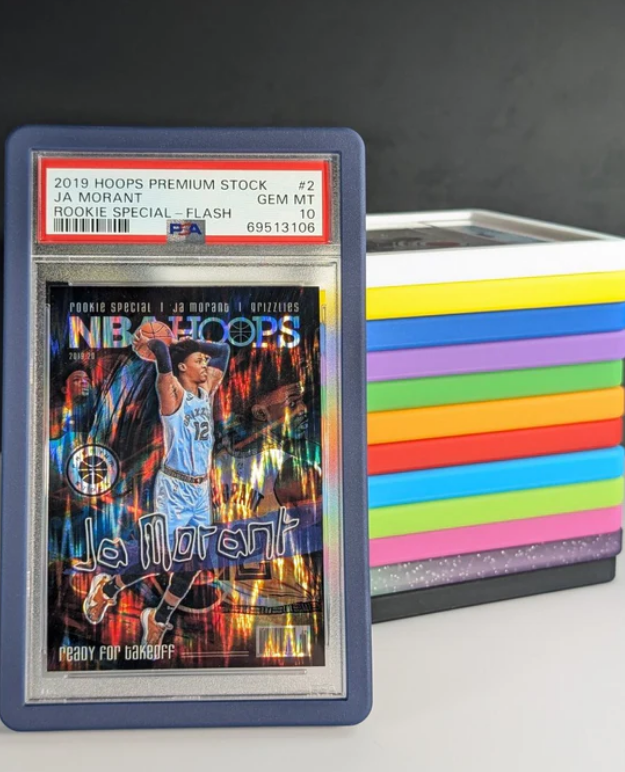 2019 HOOPS PREMIUM STOCK #2
JA MORANT GEM MT
ROOKIE SPECIAL - FLASH 10
PSA 69513106
rookie special | Ja morant | grizzlies
NBA HOOPS
2019-20
12
Ja Morant
ready for takeoff